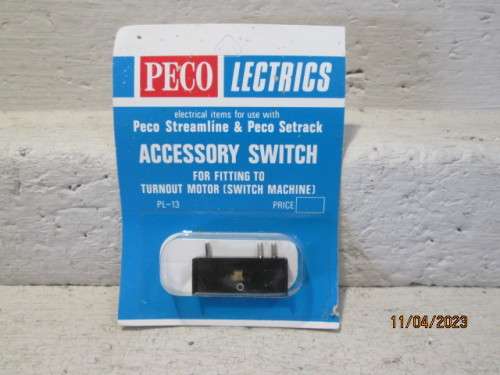 PECO LECTRICS
electrical items for use with
Peco Streamline & Peco Setrack
ACCESSORY SWITCH
FOR FITTING TO
TURNOUT MOTOR (SWITCH MACHINE)
PL-13 PRICE
11/04/2023